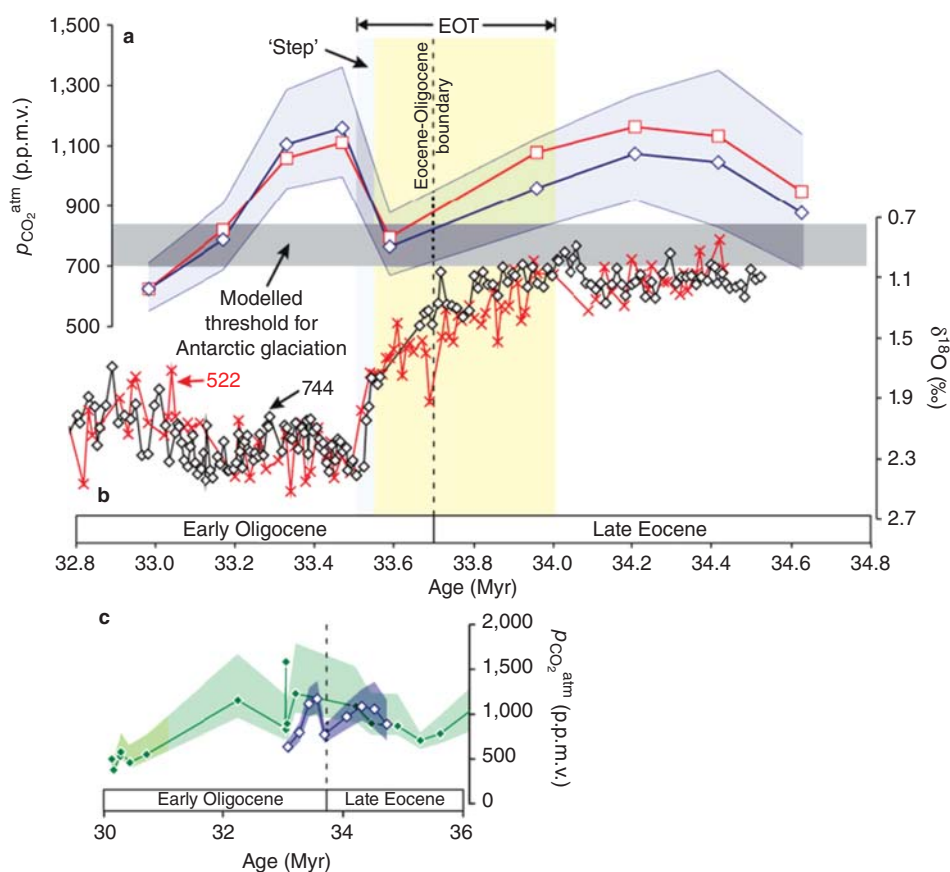 a
1,500
1,300
1,100
900
700
500
pCO2atm (p.p.m.v.)
EOT
'Step'
Eocene-Oligocene
boundary
Modelled
threshold for
Antarctic glaciation
0.7
1.1
1.5
1.9
2.3
2.7
δ18O (‰)
522
744
b
Early Oligocene
Late Eocene
32.8
33.0
33.2
33.4
33.6
33.8
34.0
34.2
34.4
34.6
34.8
Age (Myr)
c
2,000
1,500
1,000
500
0
pCO2atm (p.p.m.v.)
Early Oligocene
Late Eocene
30
32
34
36
Age (Myr)